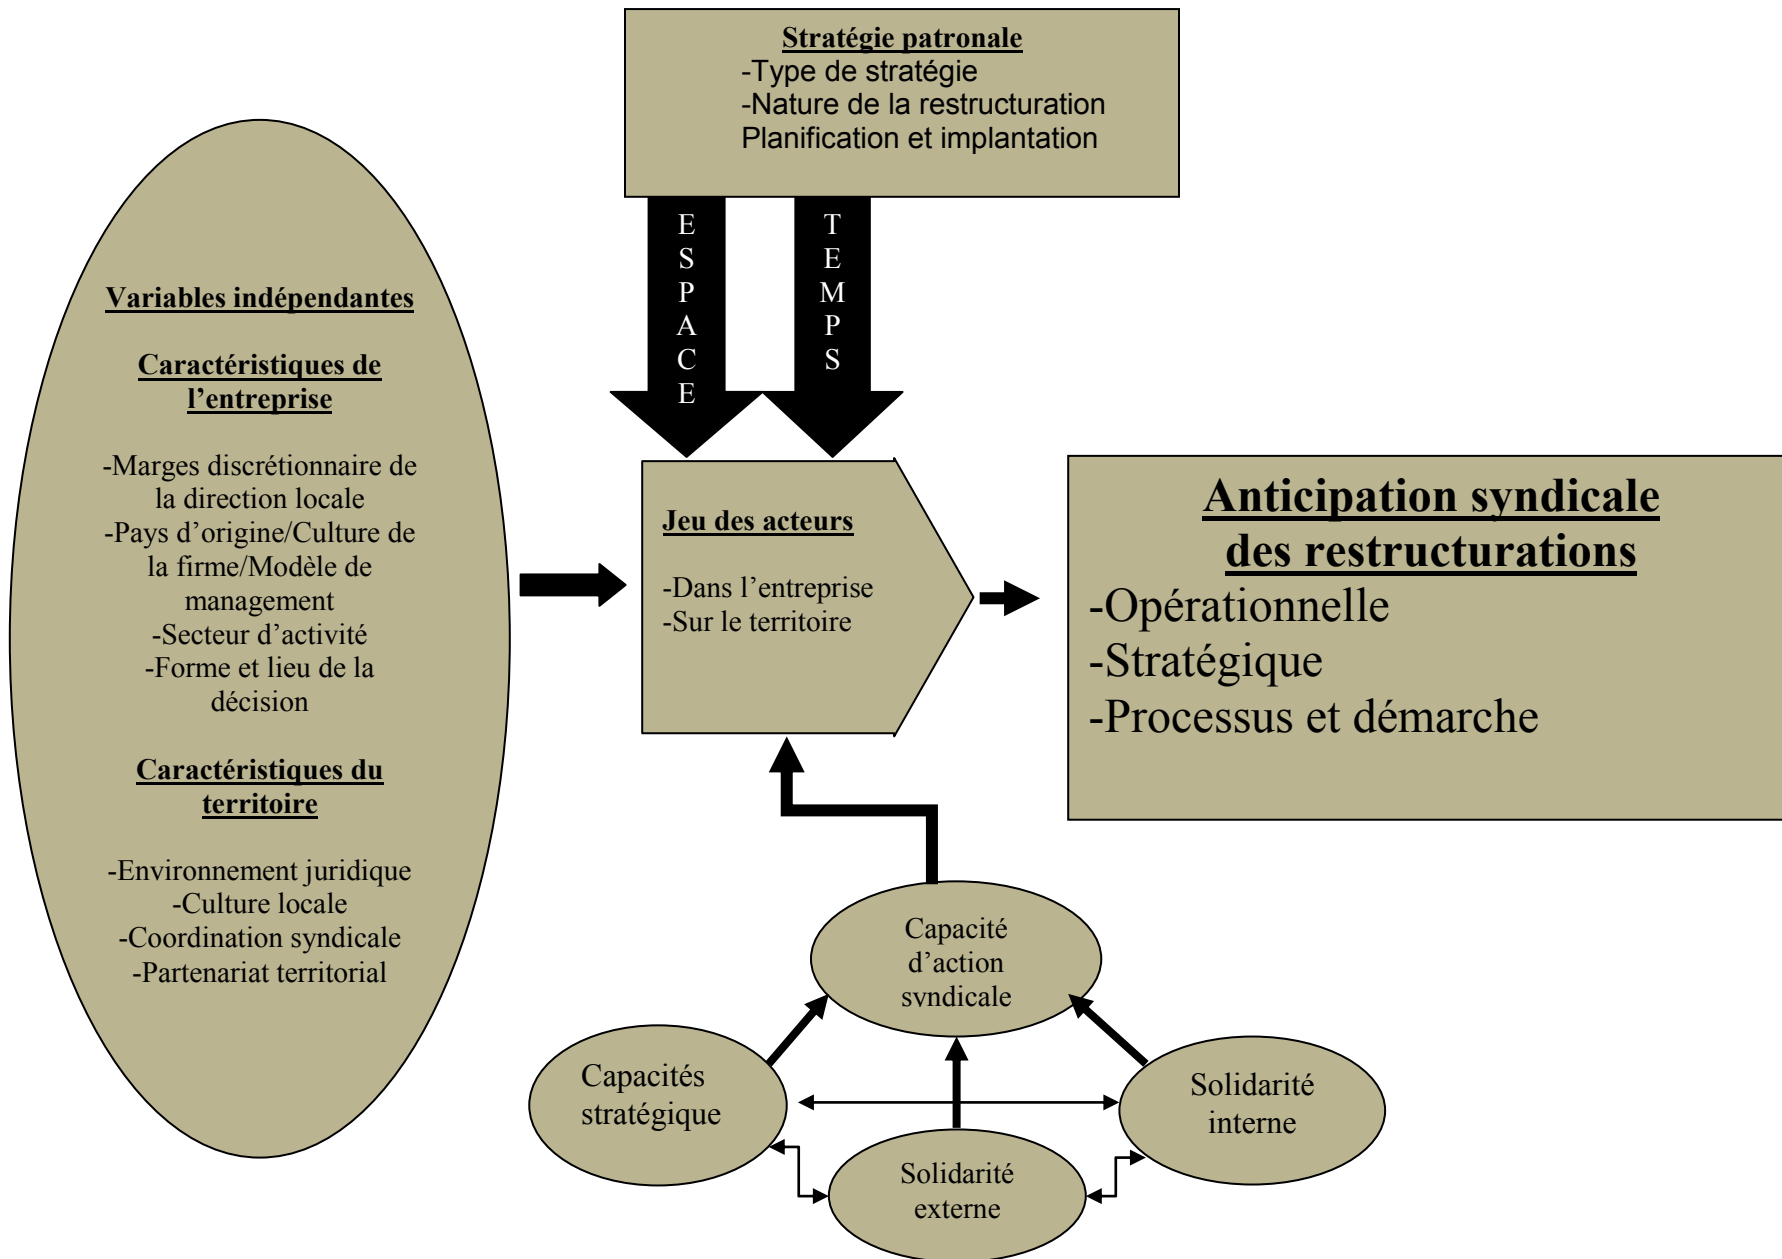 Stratégie patronale
-Type de stratégie
-Nature de la restructuration
Planification et implantation
ESPACE
TEMPS
Variables indépendantes
Caractéristiques de
l’entreprise
-Marges discrétionnaire de
la direction locale
-Pays d’origine/Culture de
la firme/Modèle de
management
-Secteur d’activité
-Forme et lieu de la
décision
Caractéristiques du
territoire
-Environnement juridique
-Culture locale
-Coordination syndicale
-Partenariat territorial
Jeu des acteurs
-Dans l’entreprise
-Sur le territoire
Anticipation syndicale
des restructurations
-Opérationnelle
-Stratégique
-Processus et démarche
Capacité
d’action
syndicale
Capacités
stratégique
Solidarité
externe
Solidarité
interne